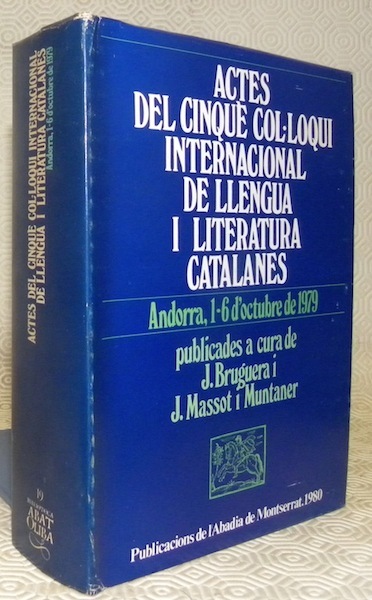 ACTES DEL CINQUÈ COL·LOQUI INTERNACIONAL
DE LLENGUA I LITERATURA CATALANES
Andorra, 1-6 d'octubre de 1979
19
BIBLIOTECA
ABAT
OLIBA
ACTES
DEL CINQUÈ COL·LOQUI
INTERNACIONAL
DE LLENGUA
I LITERATURA
CATALANES
Andorra, 1-6 d'octubre de 1979
publicades a cura de
J. Bruguera i
J. Massot i Muntaner
Publicacions de l'Abadia de Montserrat. 1980